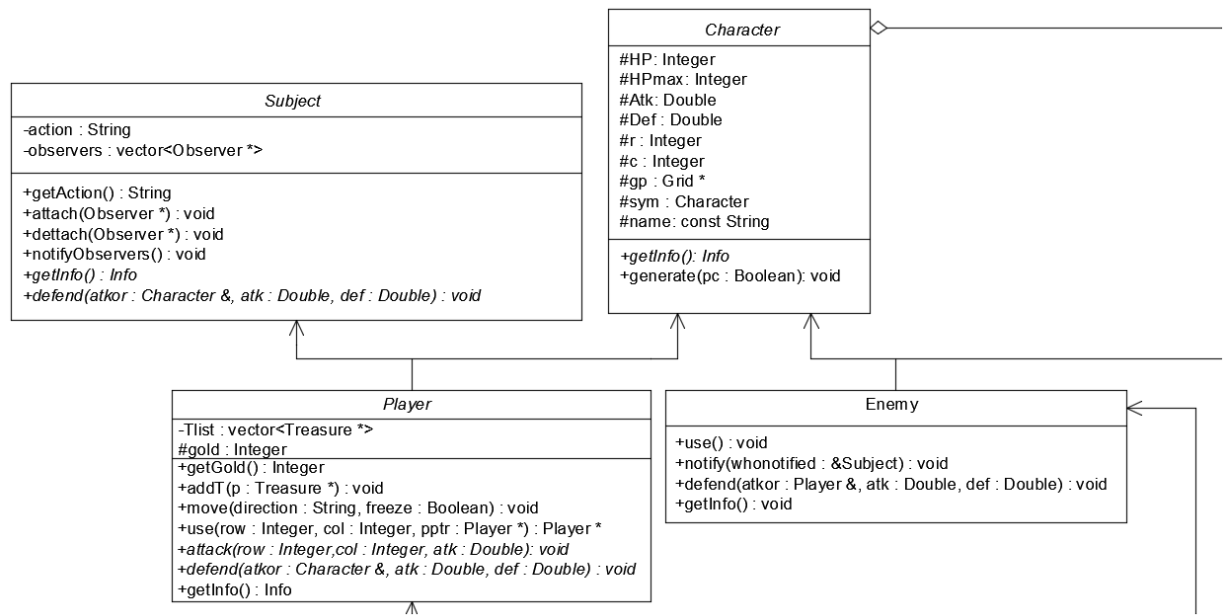 Character
#HP: Integer
#HPmax: Integer
#Atk: Double
#Def : Double
#r : Integer
#c : Integer
#gp : Grid *
#sym : Character
#name: const String
+getInfo(): Info
+generate(pc : Boolean): void
Subject
-action : String
-observers : vector<Observer *>
+getAction() : String
+attach(Observer *) : void
+dettach(Observer *) : void
+notifyObservers() : void
+getInfo() : Info
+defend(atkor : Character &, atk : Double, def : Double) : void
Player
-Tlist : vector<Treasure *>
#gold : Integer
+getGold() : Integer
+addT(p : Treasure *) : void
+move(direction : String, freeze : Boolean) : void
+use(row : Integer, col : Integer, pptr : Player *) : Player *
+attack(row : Integer,col : Integer, atk : Double): void
+defend(atkor : Character &, atk : Double, def : Double) : void
+getInfo() : Info
Enemy
+use() : void
+notify(whonotified : &Subject) : void
+defend(atkor : Player &, atk : Double, def : Double) : void
+getInfo() : void